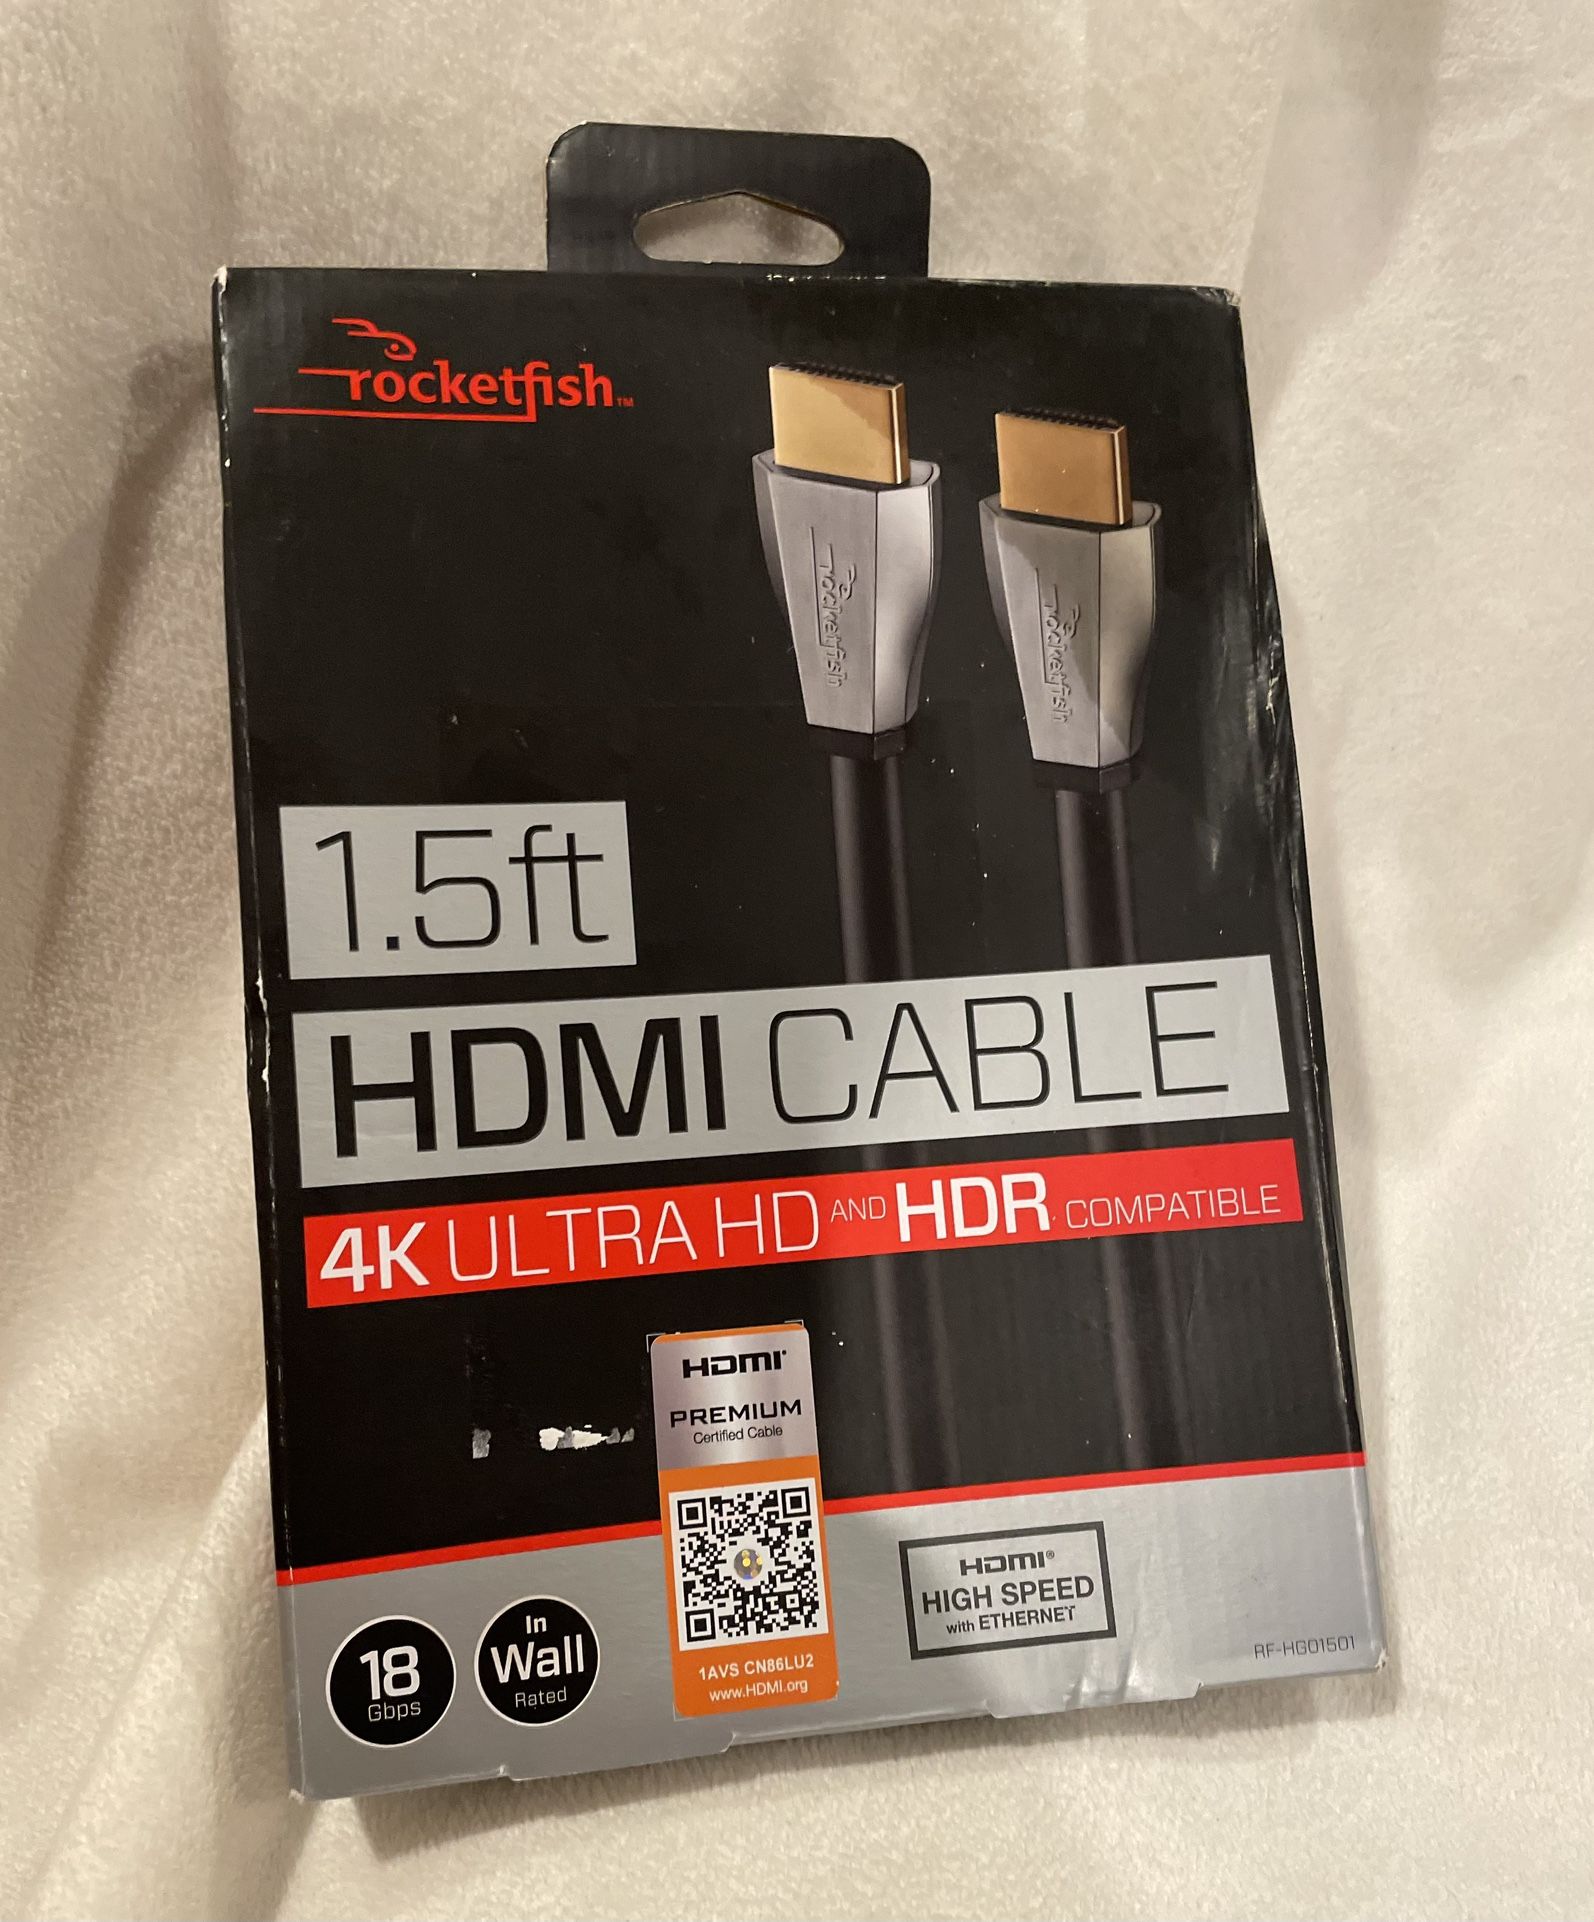 rocketfish™
rocketfish
rocketfish
1.5ft
HDMI CABLE
4K ULTRA HD AND HDR COMPATIBLE
HDMI®
PREMIUM
Certified Cable
1AVS CN86LU2
www.HDMI.org
18
Gbps
In
Wall
Rated
HDMI®
HIGH SPEED
with ETHERNET
RF-HG01501